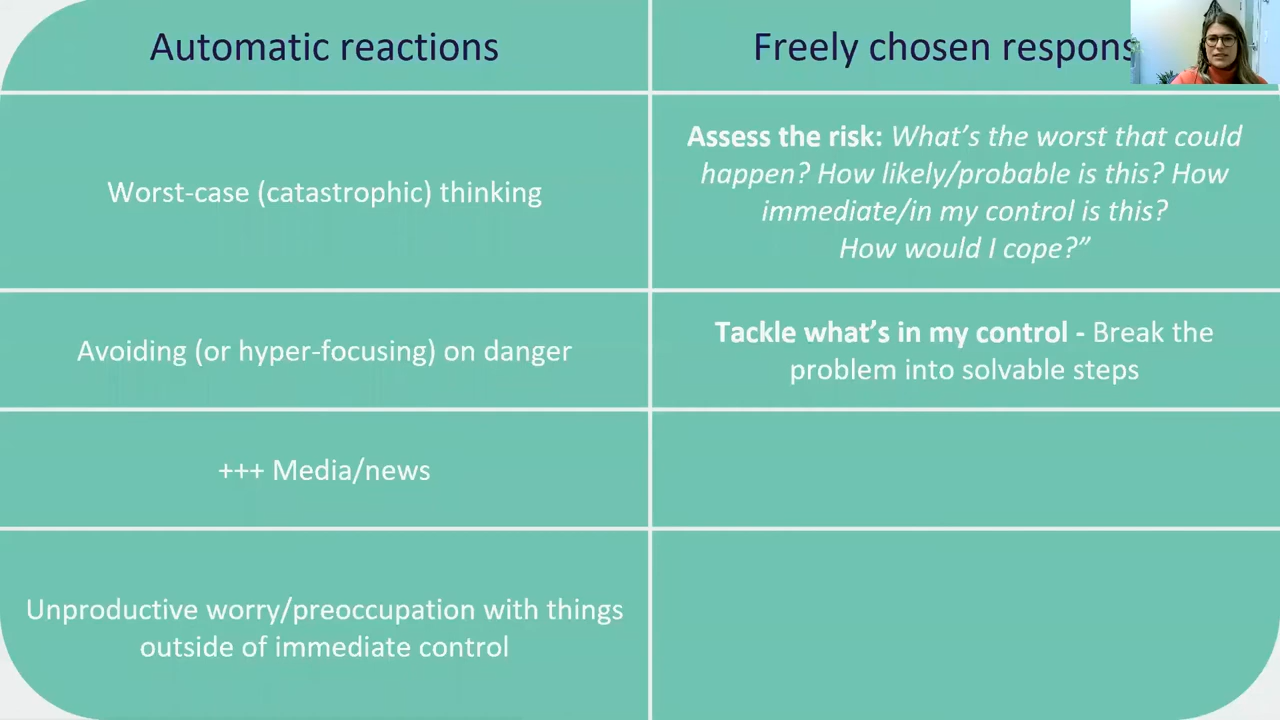 Automatic reactions
Freely chosen respons
Worst-case (catastrophic) thinking
Assess the risk: What’s the worst that could
happen? How likely/probable is this? How
immediate/in my control is this?
How would I cope?”
Avoiding (or hyper-focusing) on danger
Tackle what’s in my control - Break the
problem into solvable steps
+++ Media/news
Unproductive worry/preoccupation with things
outside of immediate control